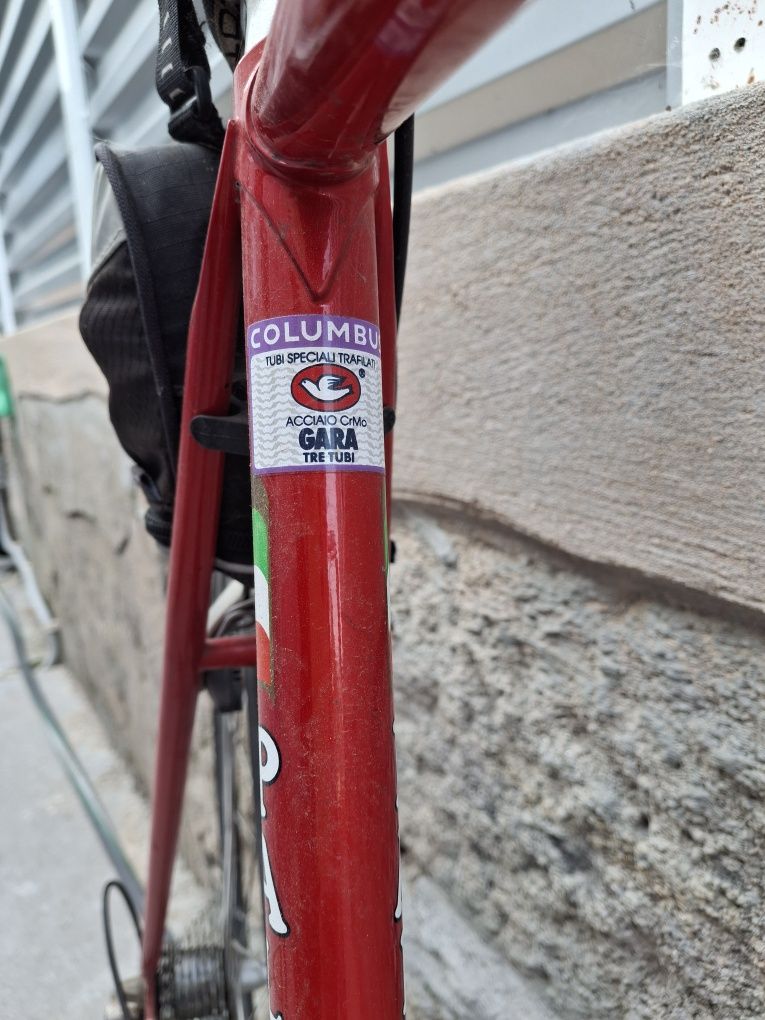 COLUMBU
TUBI SPECIALI TRAFILATI
®
ACCIAIO CrMo
GARA
TRE TUBI
R
A